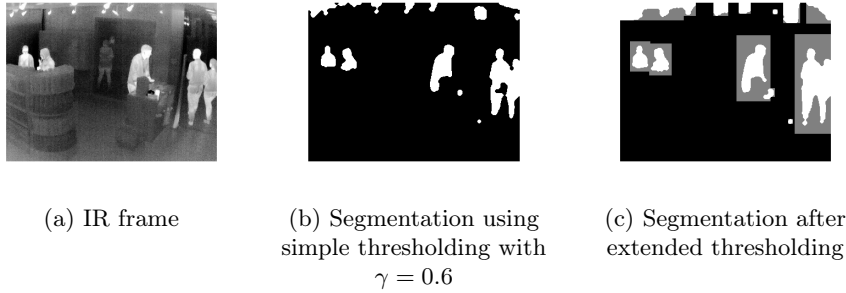 (a) IR frame
(b) Segmentation using
simple thresholding with
γ = 0.6
(c) Segmentation after
extended thresholding